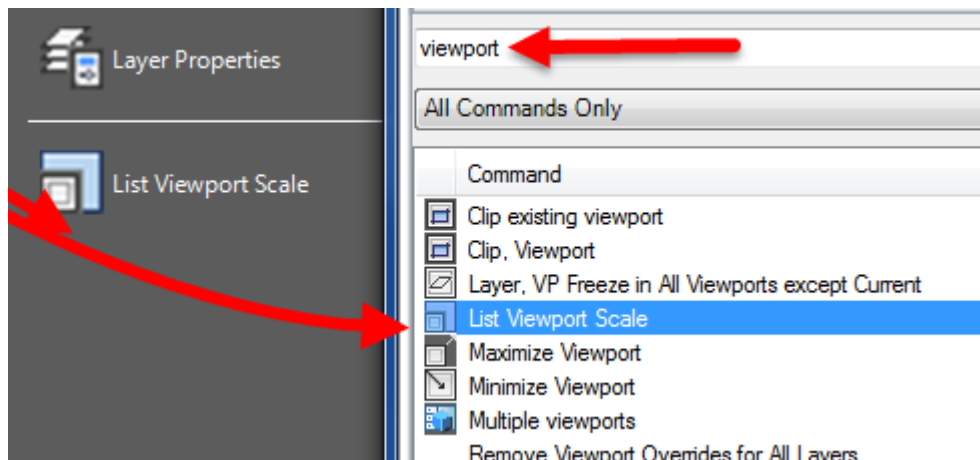 Layer Properties
List Viewport Scale
viewport
All Commands Only
Command
Clip existing viewport
Clip, Viewport
Layer, VP Freeze in All Viewports except Current
List Viewport Scale
Maximize Viewport
Minimize Viewport
Multiple viewports
Remove Viewport Overrides for All Layers